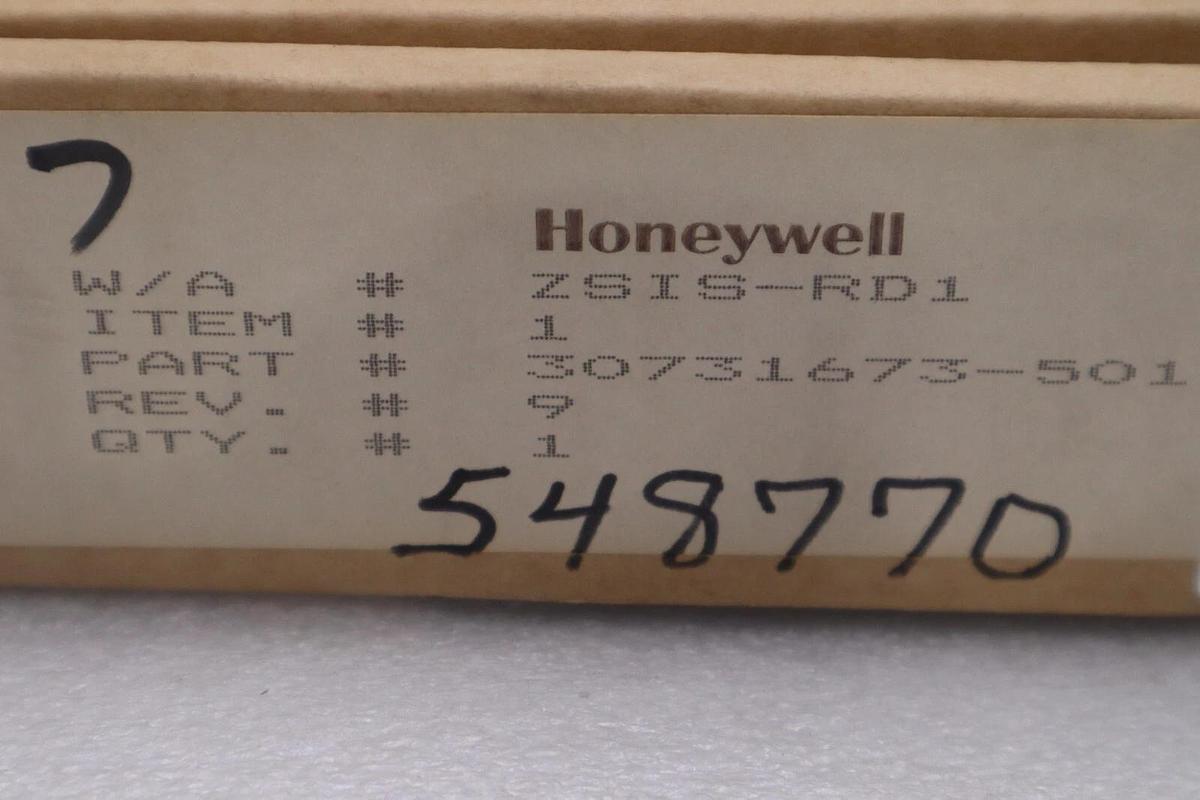 7
Honeywell
W/A # ZSIS-RD1
ITEM # 1
PART # 30731673-501
REV. # 9
QTY. # 1
548770